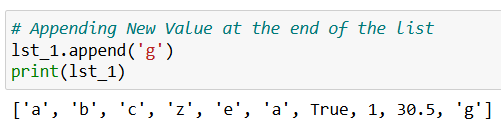 # Appending New Value at the end of the list
lst_1.append('g')
print(lst_1)
['a', 'b', 'c', 'z', 'e', 'a', True, 1, 30.5, 'g']